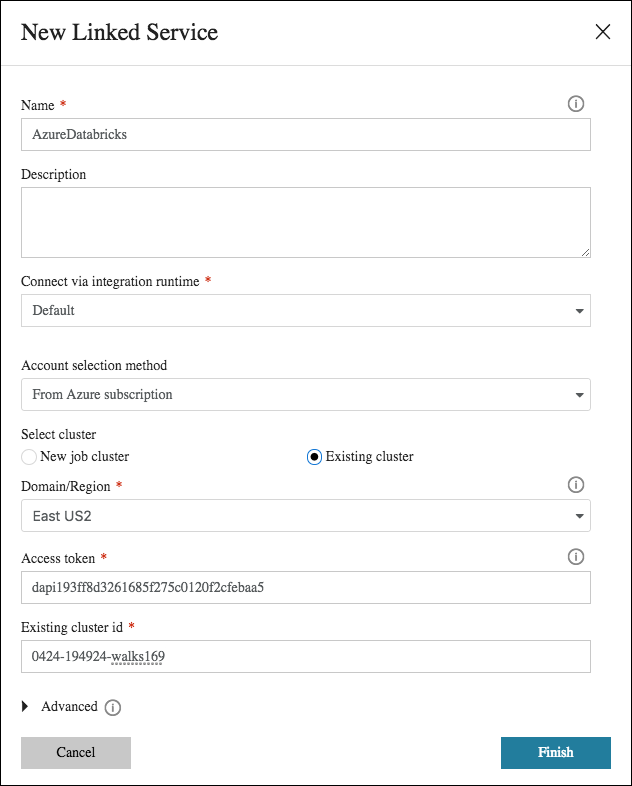 New Linked Service
Name *
AzureDatabricks
Description
Connect via integration runtime *
Default
Account selection method
From Azure subscription
Select cluster
New job cluster Existing cluster
Domain/Region *
East US2
Access token *
dapi193ff8d3261685f275c0120f2cfebaa5
Existing cluster id *
0424-194924-walks169
Advanced
Cancel Finish